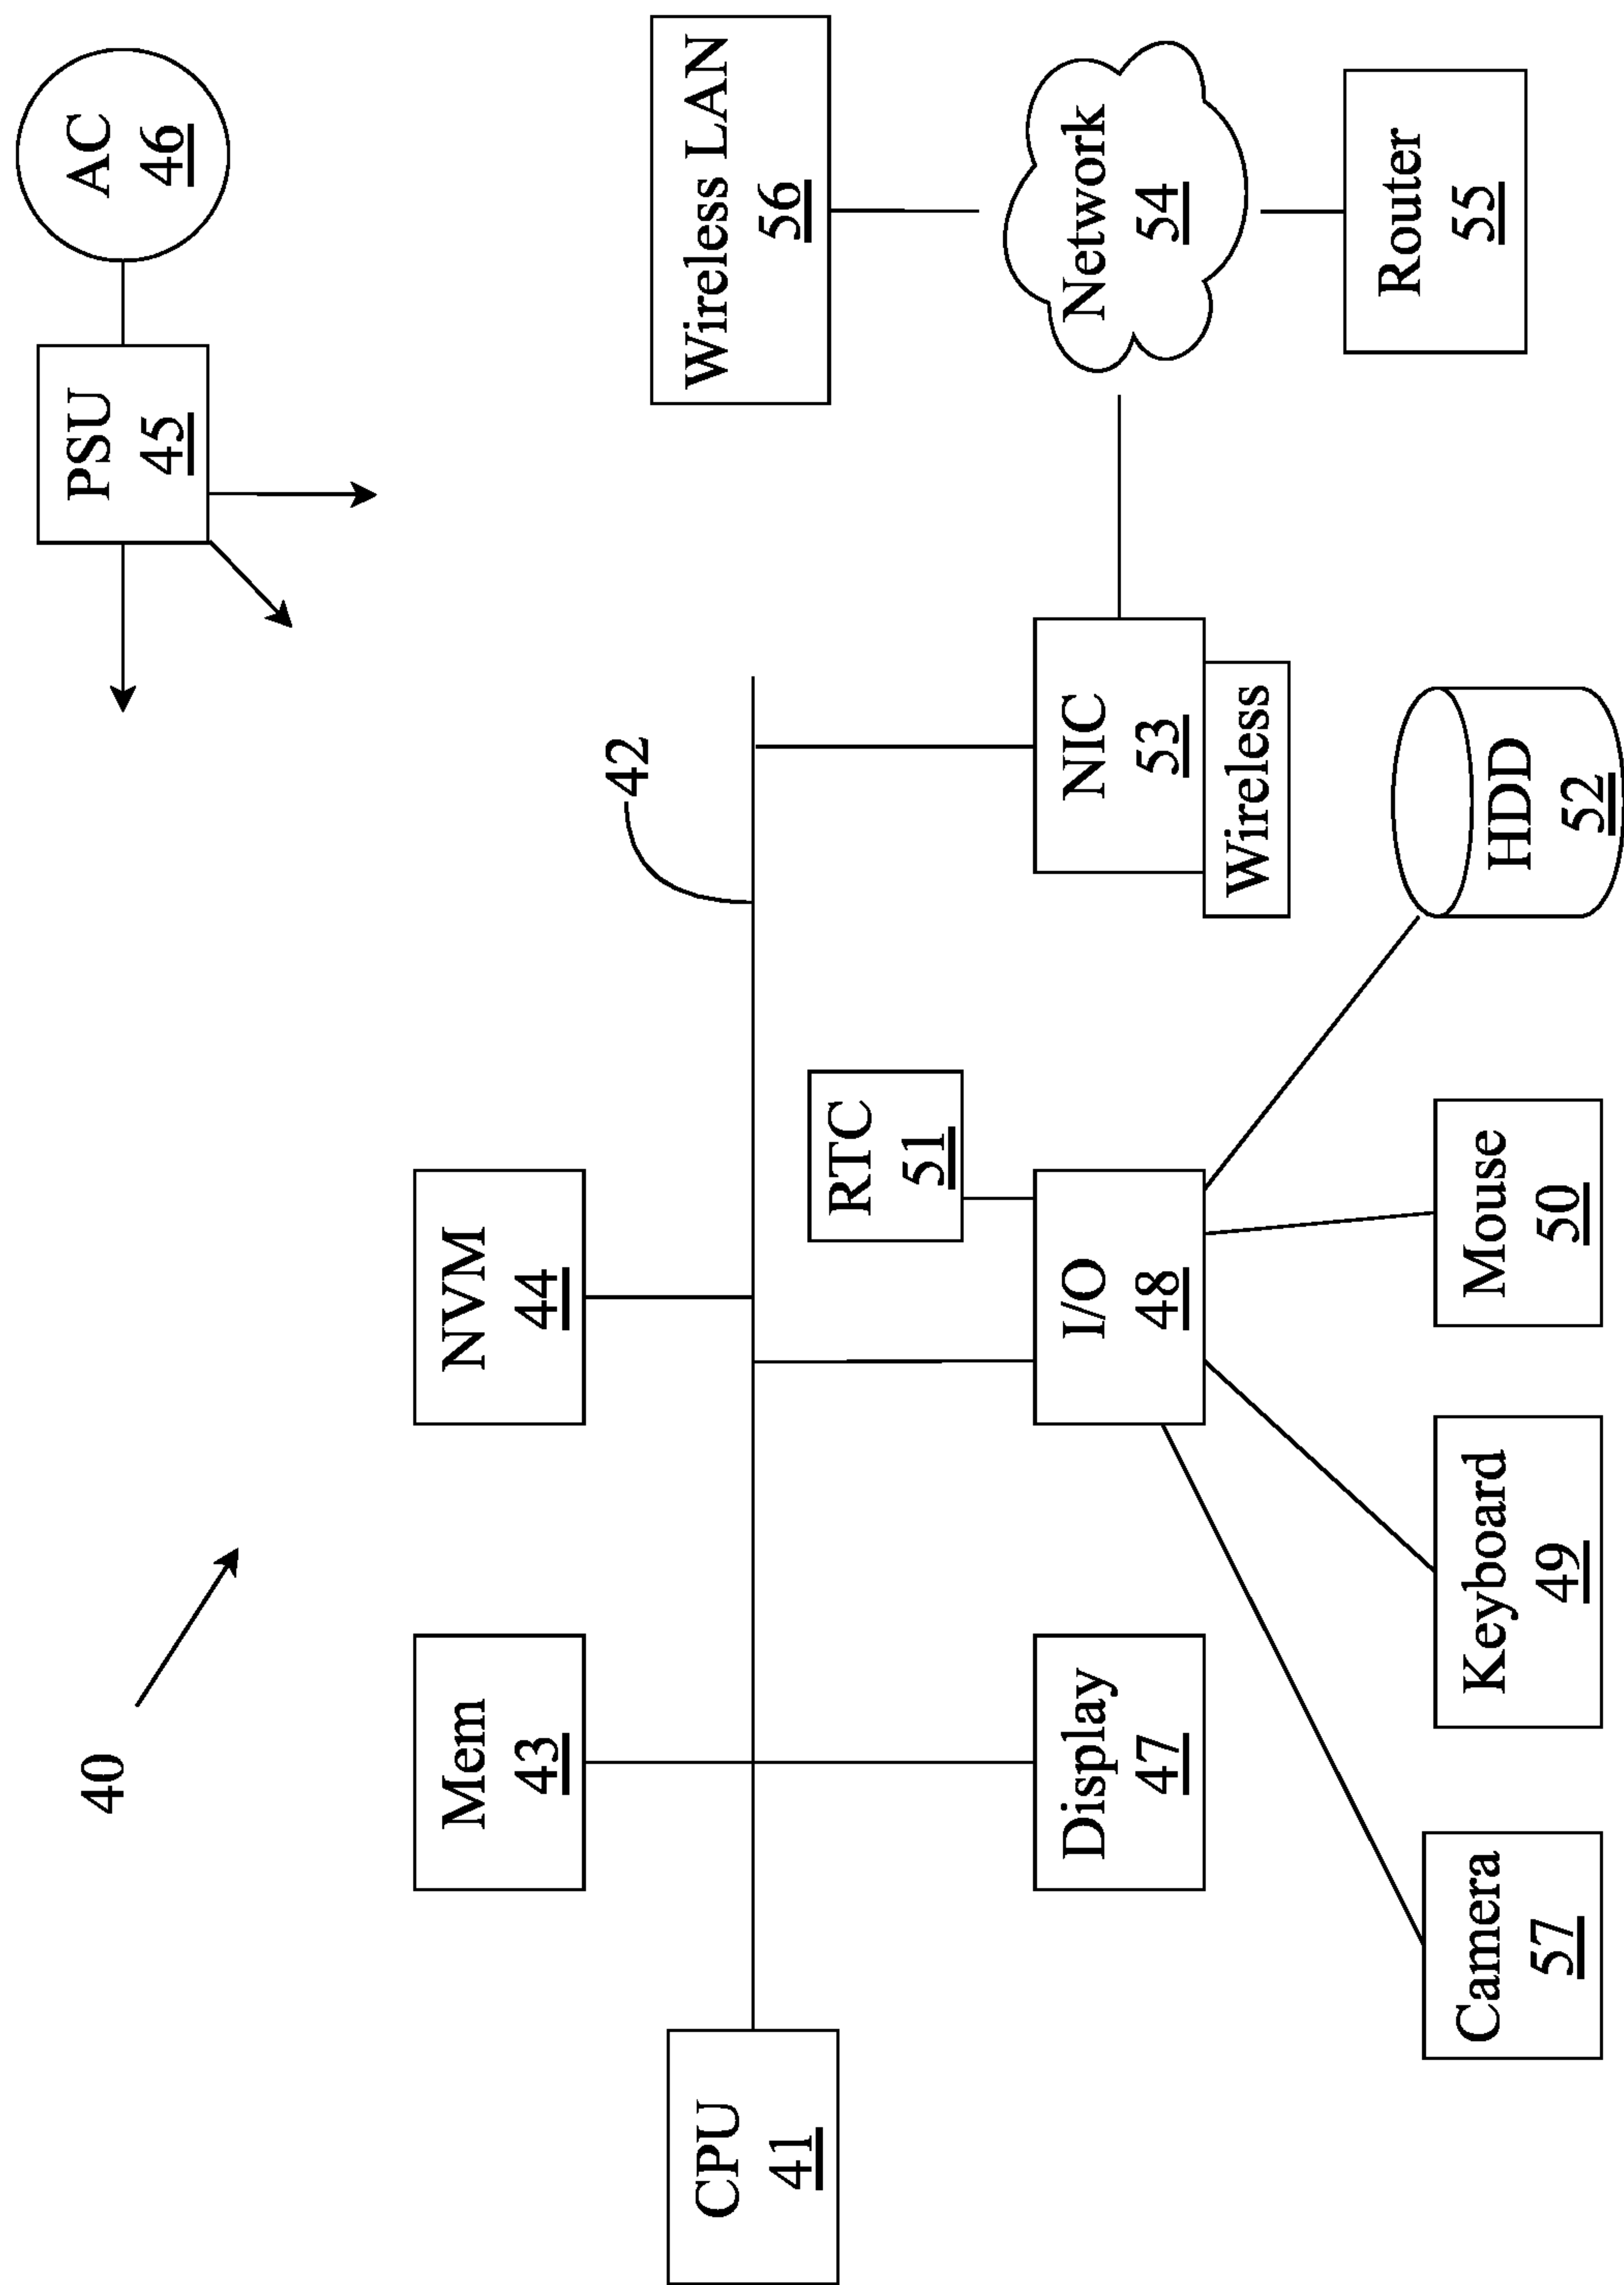 40
AC
46
PSU
45
Mem
43
NVM
44
42
CPU
41
Wireless LAN
56
RTC
51
Display
47
I/O
48
NIC
53
Wireless
Network
54
Camera
57
Keyboard
49
Mouse
50
HDD
52
Router
55